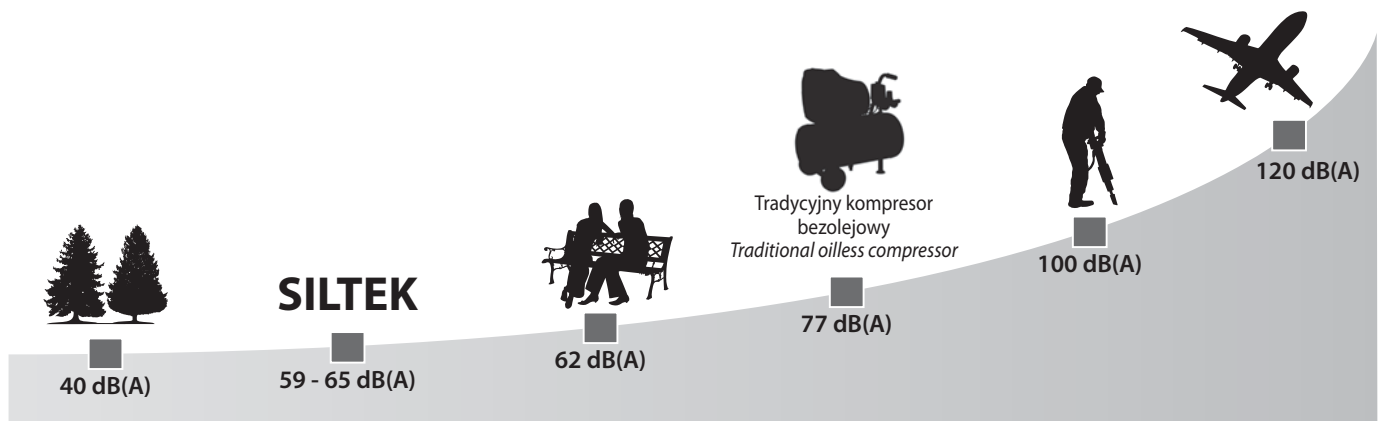 40 dB(A)
SILTEK
59 - 65 dB(A)
62 dB(A)
Tradycyjny kompresor
bezolejowy
Traditional oilless compressor
77 dB(A)
100 dB(A)
120 dB(A)